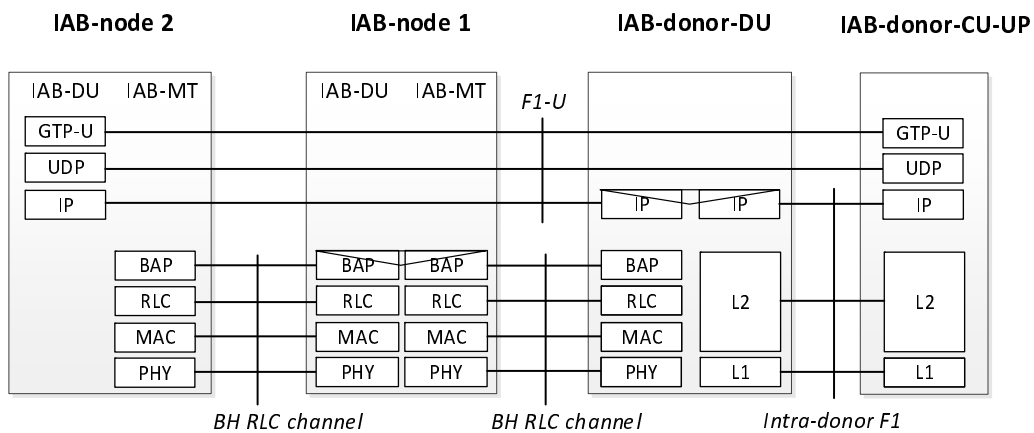 IAB-node 2 IAB-node 1 IAB-donor-DU IAB-donor-CU-UP
IAB-DU IAB-MT IAB-DU IAB-MT
F1-U
GTP-U GTP-U
UDP UDP
IP IP IP IP
BAP BAP BAP BAP
RLC RLC RLC RLC L2 L2
MAC MAC MAC MAC
PHY PHY PHY PHY L1 L1
BH RLC channel BH RLC channel Intra-donor F1